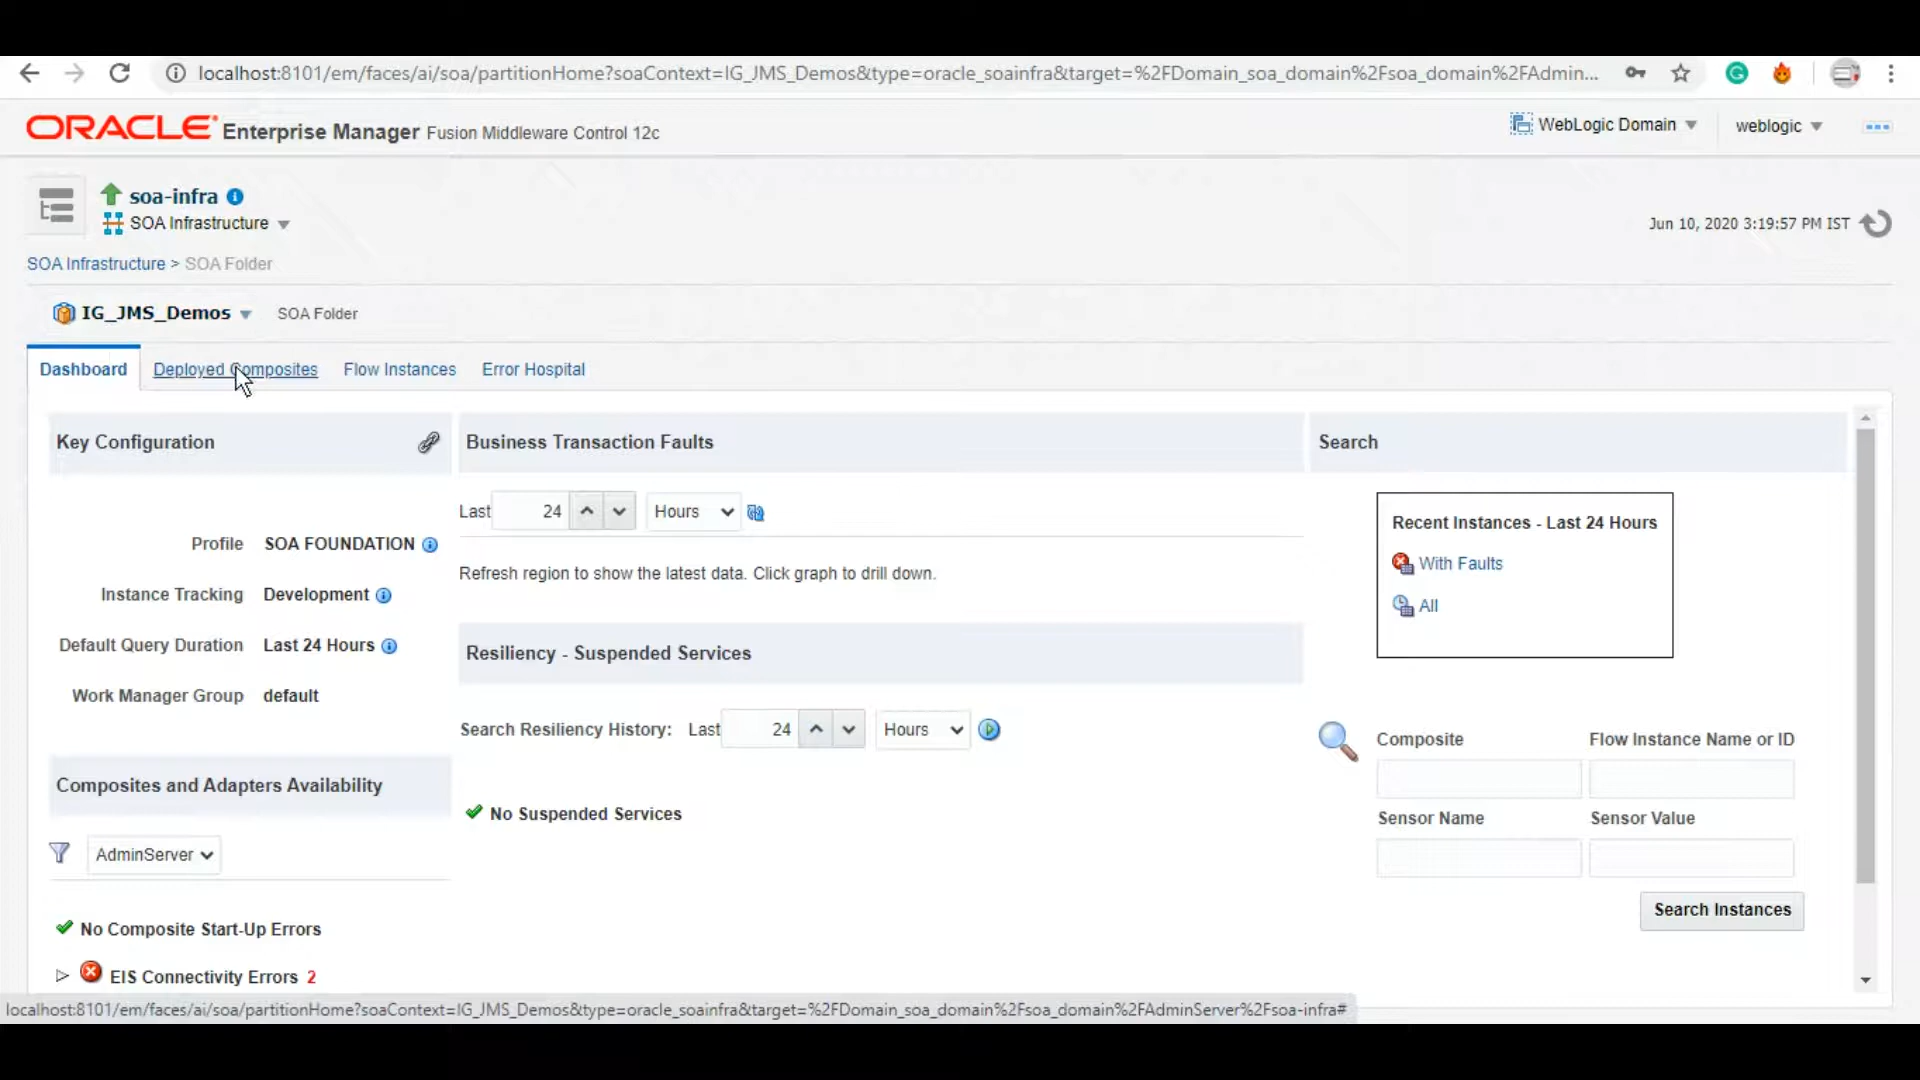 localhost:8101/em/faces/ai/soa/partitionHome?soaContext=IG_JMS_Demos&type=oracle_soainfra&target=%2FDomain_soa_domain%2Fsoa_domain%2FAdmin...
ORACLE Enterprise Manager Fusion Middleware Control 12c
WebLogic Domain
weblogic
soa-infra
SOA Infrastructure
Jun 10, 2020 3:19:57 PM IST
SOA Infrastructure > SOA Folder
IG_JMS_Demos SOA Folder
Dashboard Deployed Composites Flow Instances Error Hospital
Key Configuration
Profile SOA FOUNDATION
Instance Tracking Development
Default Query Duration Last 24 Hours
Work Manager Group default
Composites and Adapters Availability
AdminServer
No Composite Start-Up Errors
EIS Connectivity Errors 2
Business Transaction Faults
Last 24 Hours
Refresh region to show the latest data. Click graph to drill down.
Resiliency - Suspended Services
Search Resiliency History: Last 24 Hours
No Suspended Services
Search
Recent Instances - Last 24 Hours
With Faults
All
Composite Flow Instance Name or ID
Sensor Name Sensor Value
Search Instances
localhost:8101/em/faces/ai/soa/partitionHome?soaContext=IG_JMS_Demos&type=oracle_soainfra&target=%2FDomain_soa_domain%2Fsoa_domain%2FAdminServer%2Fsoa-infra#